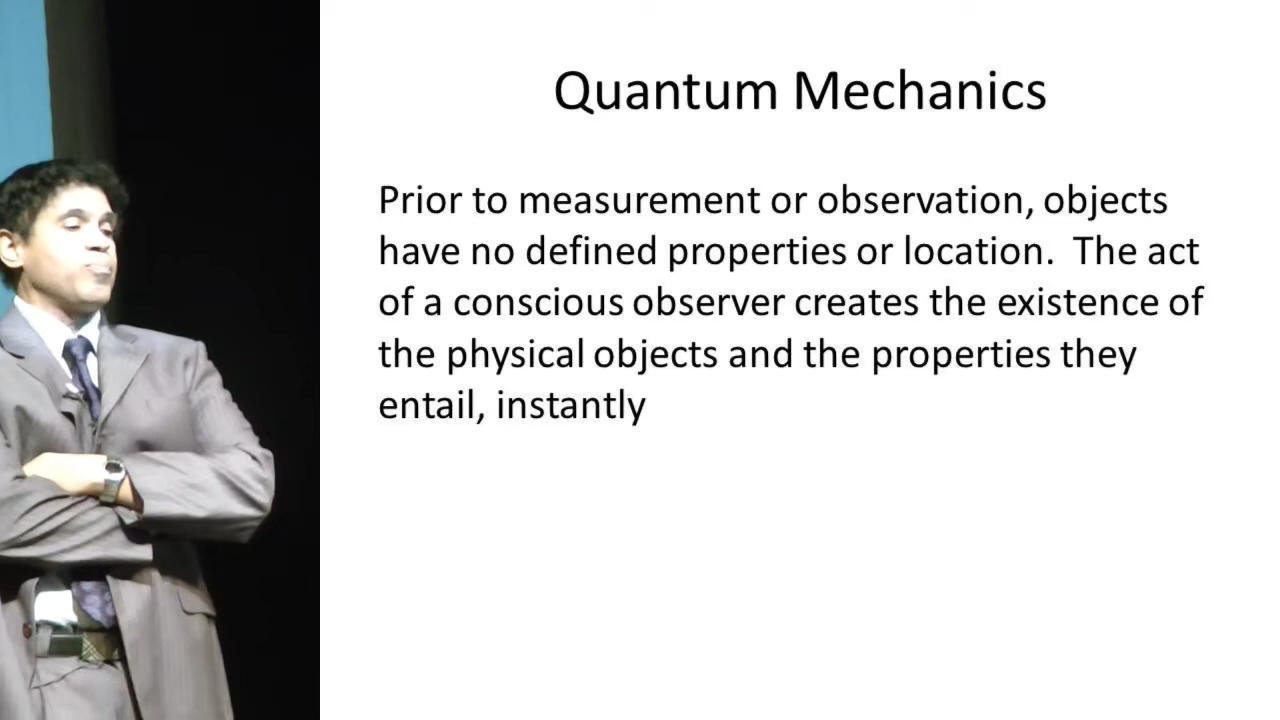 Quantum Mechanics
Prior to measurement or observation, objects
have no defined properties or location.  The act
of a conscious observer creates the existence of
the physical objects and the properties they
entail, instantly